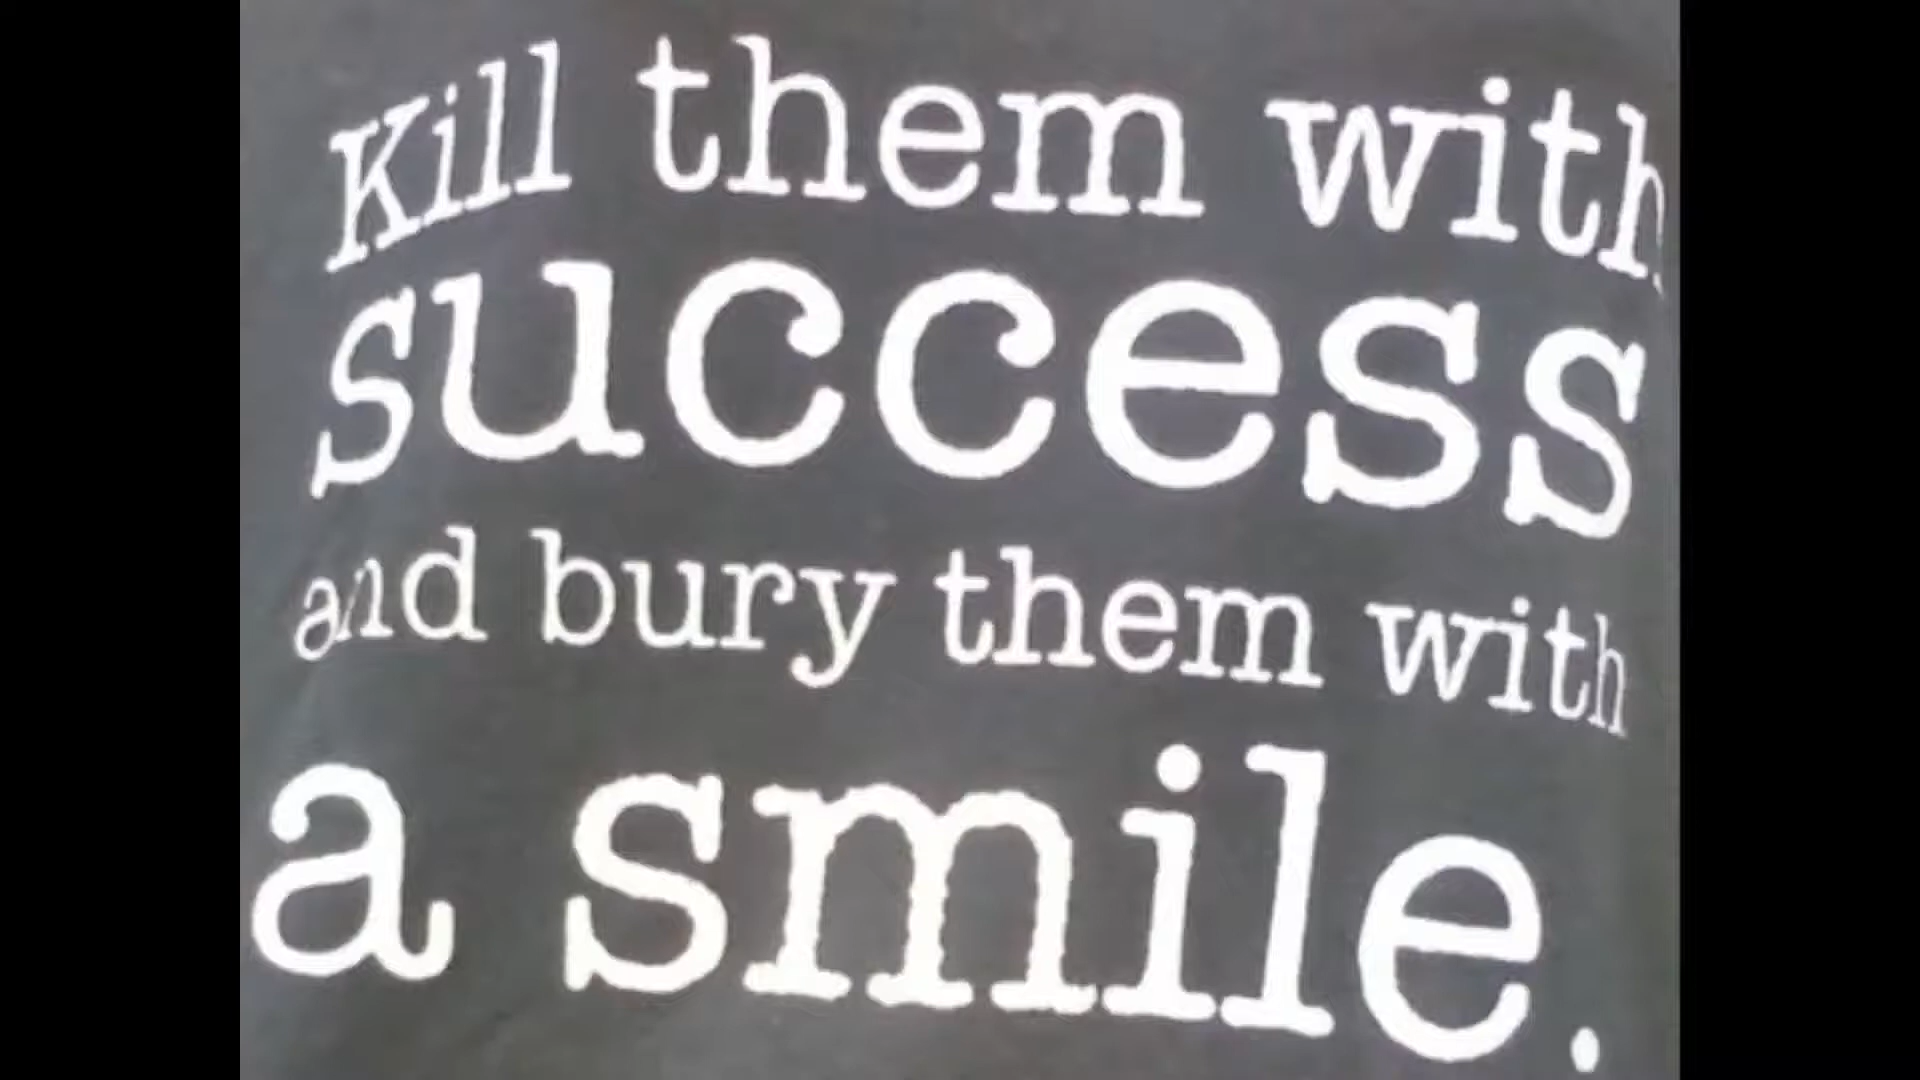 Kill them with
success
and bury them with
a smile.